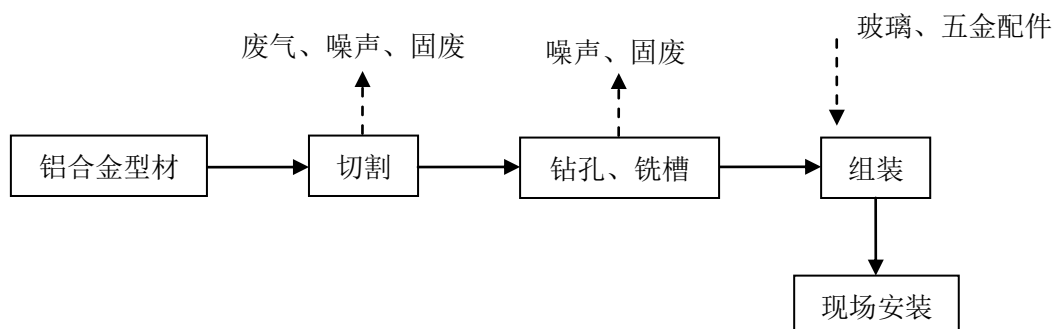 玻璃、五金配件
废气、噪声、固废
噪声、固废
铝合金型材
切割
钻孔、铣槽
组装
现场安装